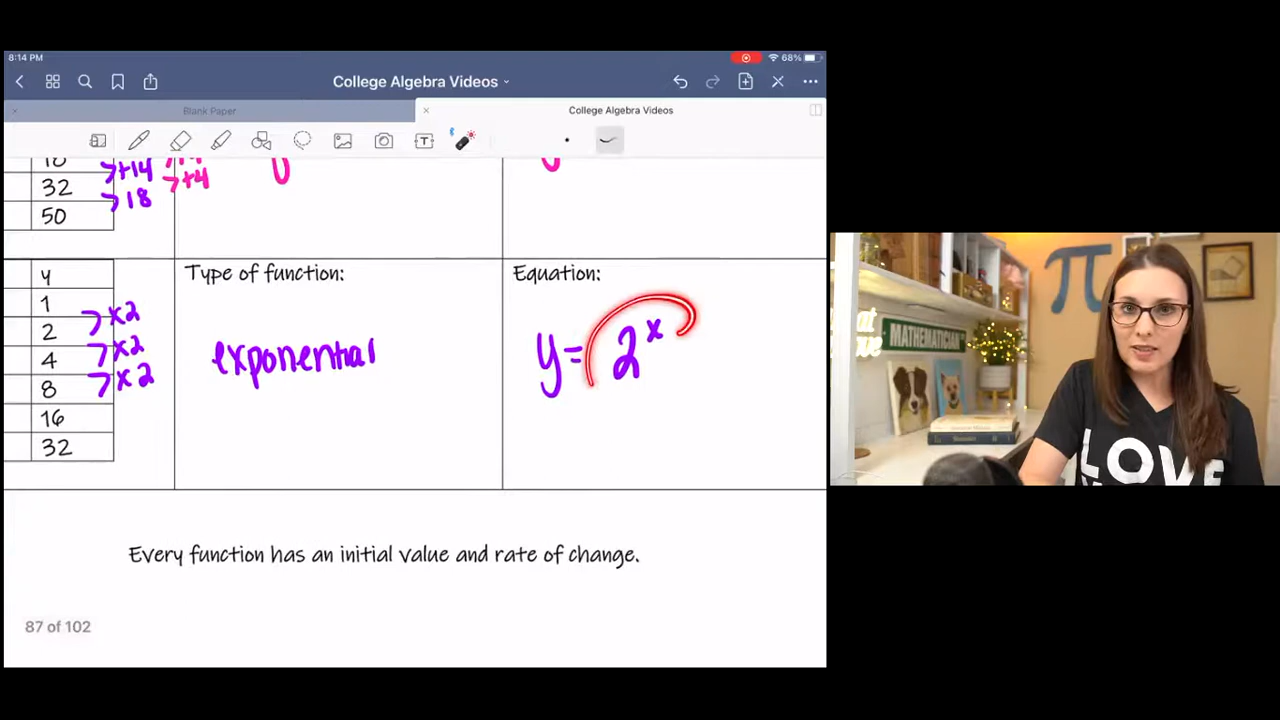 8:14 PM
68%
College Algebra Videos
Blank Paper
College Algebra Videos
>+14
32
>+4
>18
50
y
Type of function:
Equation:
1
>x2
2
>x2
4
exponential
y=2^x
8
>x2
16
32
Every function has an initial value and rate of change.
87 of 102
MATHEMATICIAN
LOVE